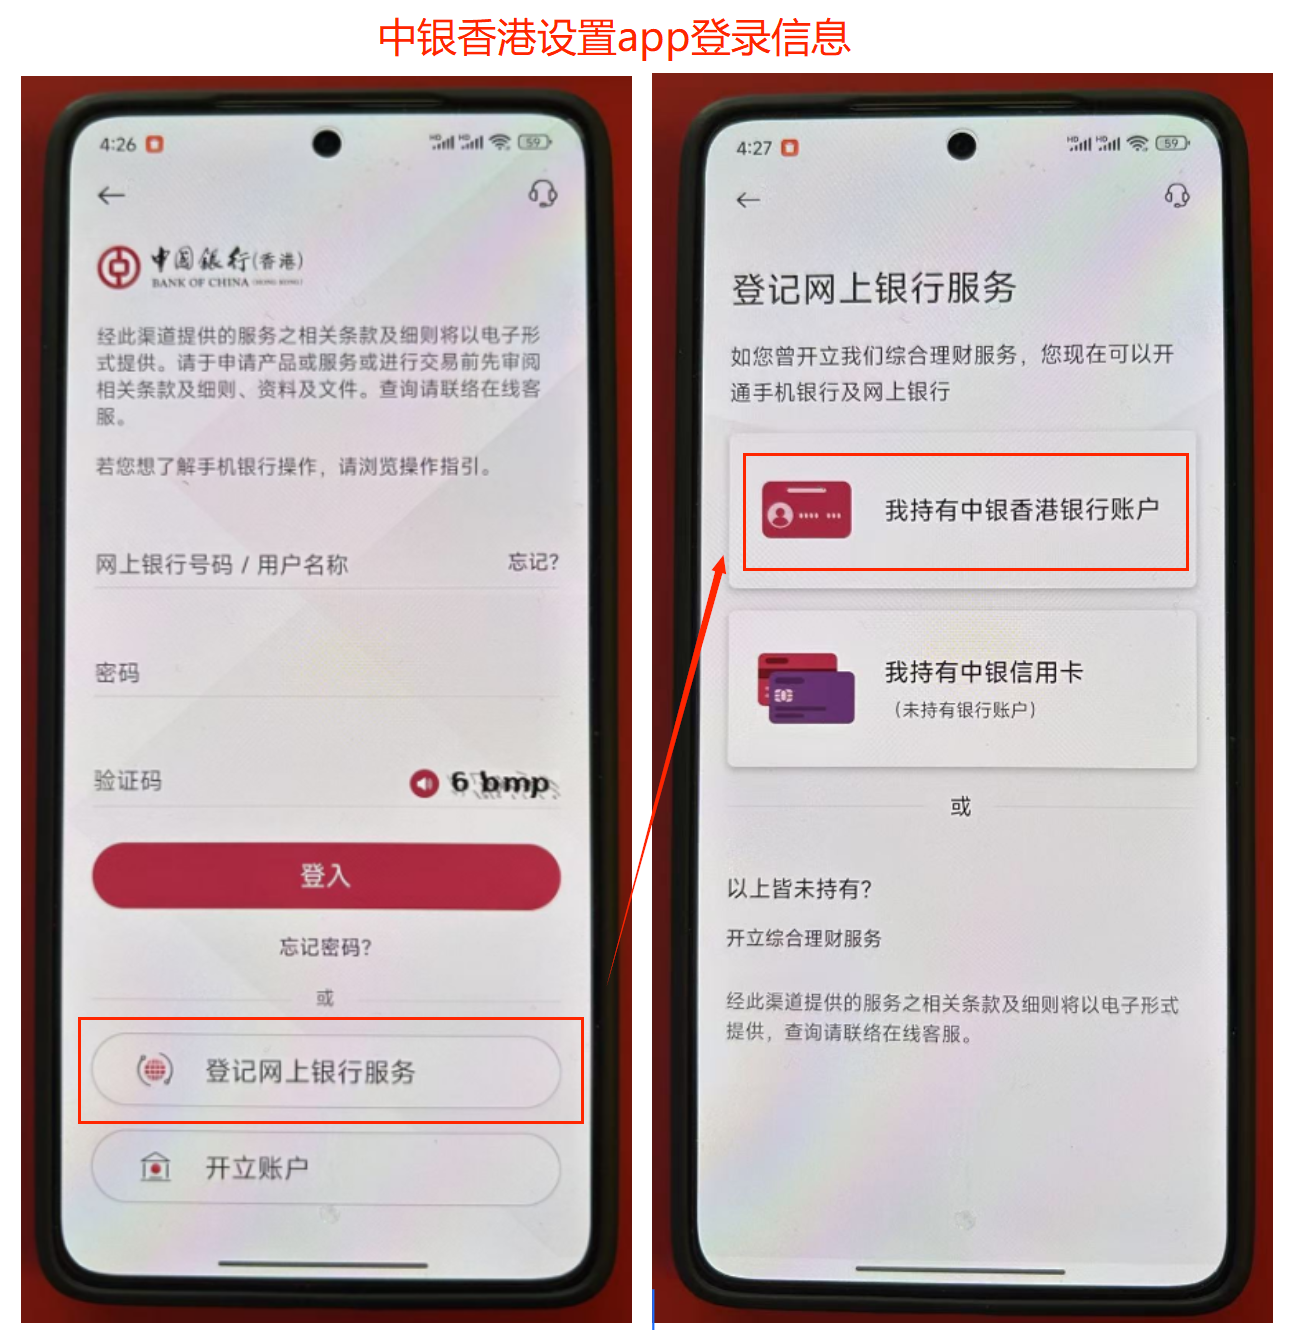 中银香港设置app登录信息
4:26
59
中国银行(香港)
BANK OF CHINA (HONG KONG)
经此渠道提供的服务之相关条款及细则将以电子形
式提供。请于申请产品或服务或进行交易前先审阅
相关条款及细则、资料及文件。查询请联络在线客
服。
若您想了解手机银行操作，请浏览操作指引。
网上银行号码 / 用户名称
忘记?
密码
验证码
6 bmp
登入
忘记密码?
或
登记网上银行服务
开立账户
4:27
59
登记网上银行服务
如您曾开立我们综合理财服务，您现在可以开
通手机银行及网上银行
我持有中银香港银行账户
我持有中银信用卡
（未持有银行账户）
或
以上皆未持有?
开立综合理财服务
经此渠道提供的服务之相关条款及细则将以电子形式
提供，查询请联络在线客服。